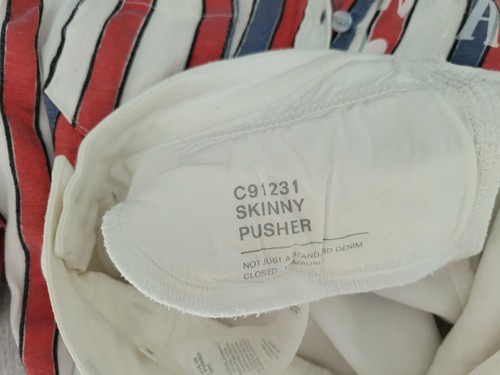 C91231
SKINNY
PUSHER
NOT JUST A STANDARD DENIM
CLOSED